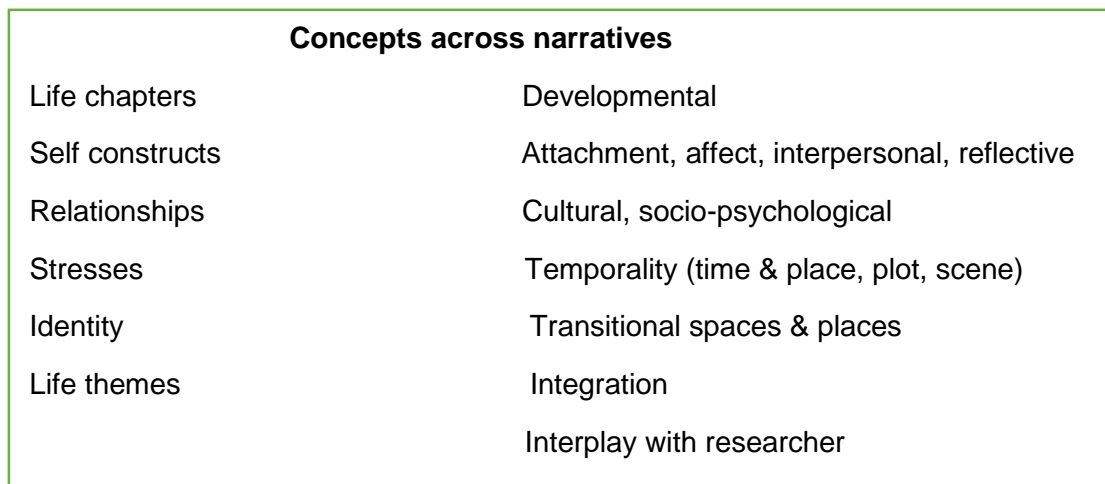 Concepts across narratives
Life chapters Developmental
Self constructs Attachment, affect, interpersonal, reflective
Relationships Cultural, socio-psychological
Stresses Temporality (time & place, plot, scene)
Identity Transitional spaces & places
Life themes Integration
Interplay with researcher